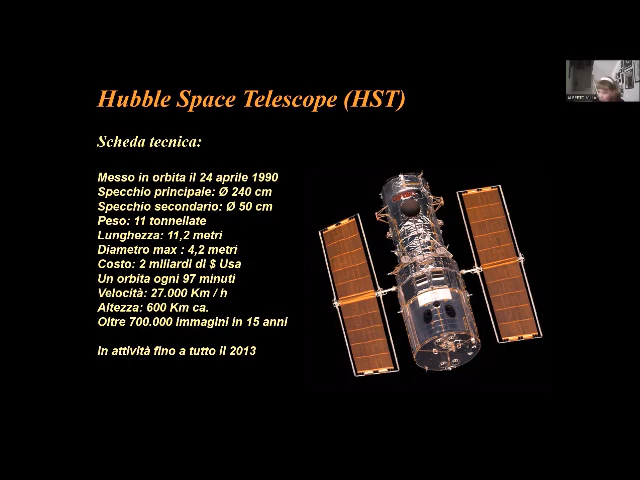 Hubble Space Telescope (HST)
Scheda tecnica:
Messo in orbita il 24 aprile 1990
Specchio principale: Ø 240 cm
Specchio secondario: Ø 50 cm
Peso: 11 tonnellate
Lunghezza: 11,2 metri
Diametro max : 4,2 metri
Costo: 2 miliardi di $ Usa
Un orbita ogni 97 minuti
Velocità: 27.000 Km / h
Altezza: 600 Km ca.
Oltre 700.000 immagini in 15 anni
In attività fino a tutto il 2013